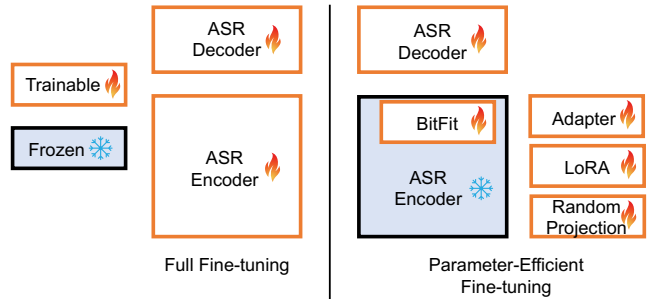 ASR
Decoder
Trainable
Frozen
ASR
Encoder
Full Fine-tuning
ASR
Decoder
BitFit
ASR
Encoder
Adapter
LoRA
Random
Projection
Parameter-Efficient
Fine-tuning